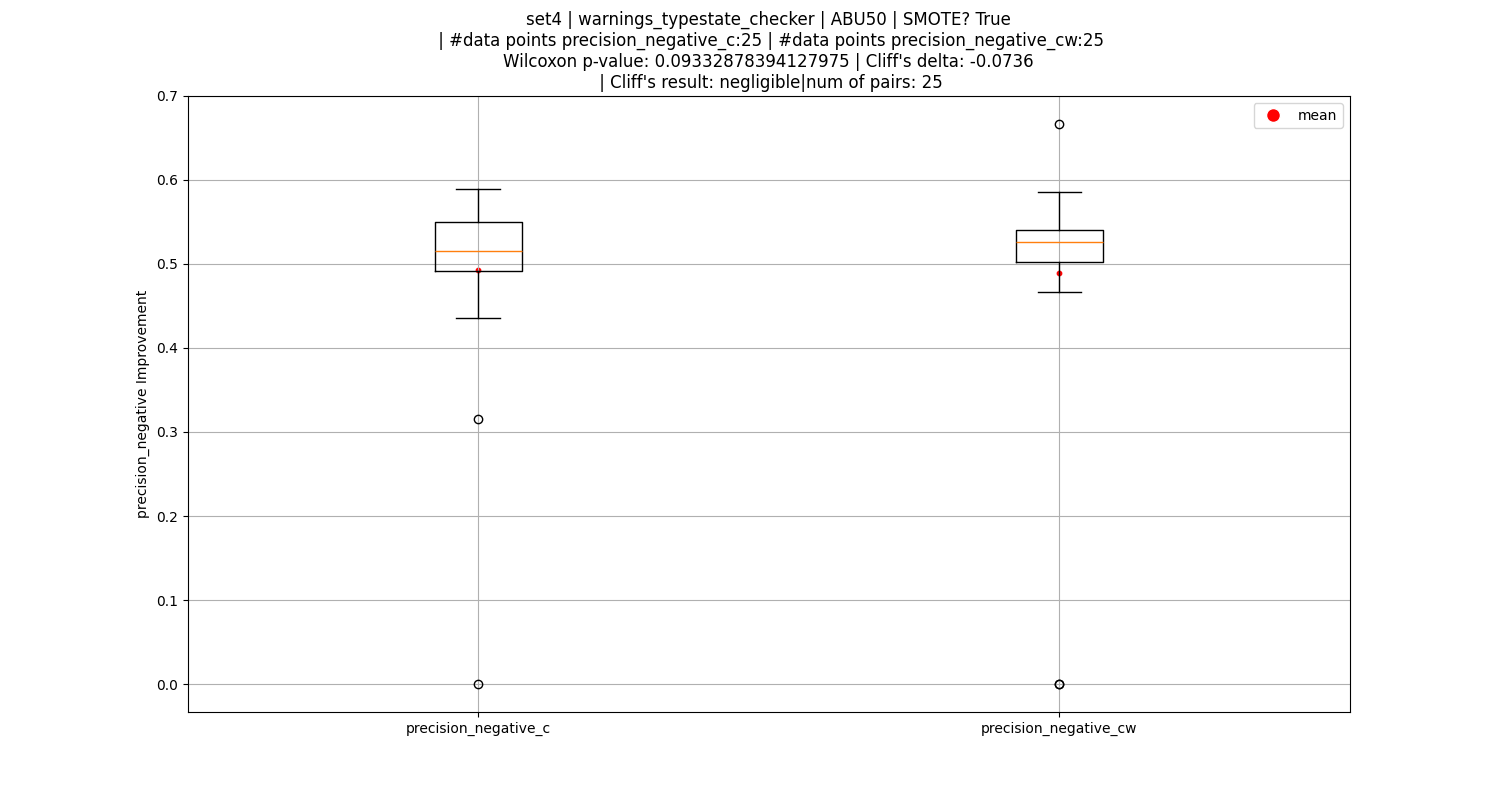 set4 | warnings_typestate_checker | ABU50 | SMOTE? True
| #data points precision_negative_c:25 | #data points precision_negative_cw:25
Wilcoxon p-value: 0.09332878394127975 | Cliff's delta: -0.0736
| Cliff's result: negligible|num of pairs: 25
mean
0.7
0.6
0.5
0.4
0.3
0.2
0.1
0.0
precision_negative Improvement
precision_negative_c
precision_negative_cw